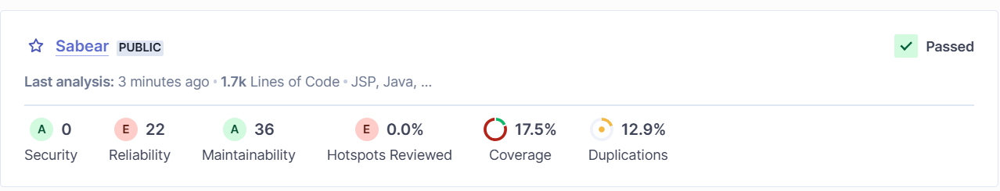 Sabear PUBLIC
Passed
Last analysis: 3 minutes ago • 1.7k Lines of Code • JSP, Java, ...
A 0 E 22 A 36 E 0.0% 17.5% 12.9%
Security Reliability Maintainability Hotspots Reviewed Coverage Duplications